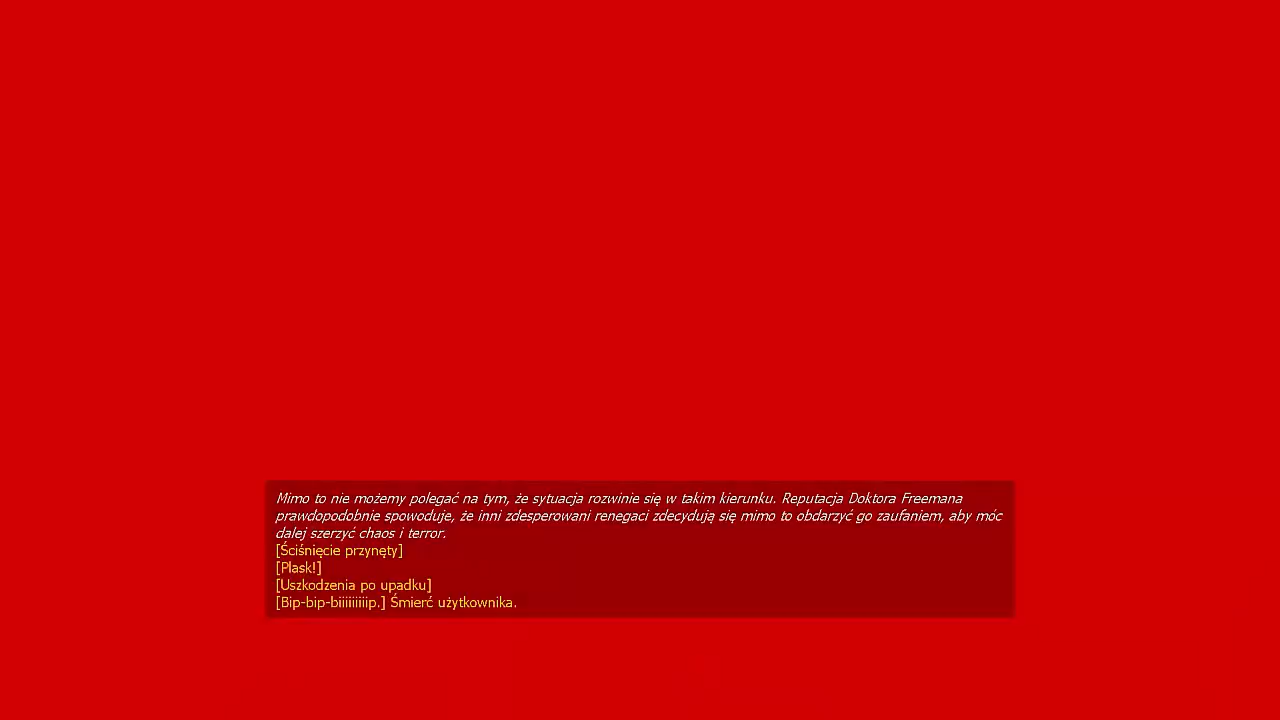 Mimo to nie możemy polegać na tym, że sytuacja rozwinie się w takim kierunku. Reputacja Doktora Freemana
prawdopodobnie spowoduje, że inni zdesperowani renegaci zdecydują się mimo to obdarzyć go zaufaniem, aby móc
dalej szerzyć chaos i terror.
[Ściśnięcie przynęty]
[Plask!]
[Uszkodzenia po upadku]
[Bip-bip-biiiiiiiiip.] Śmierć użytkownika.